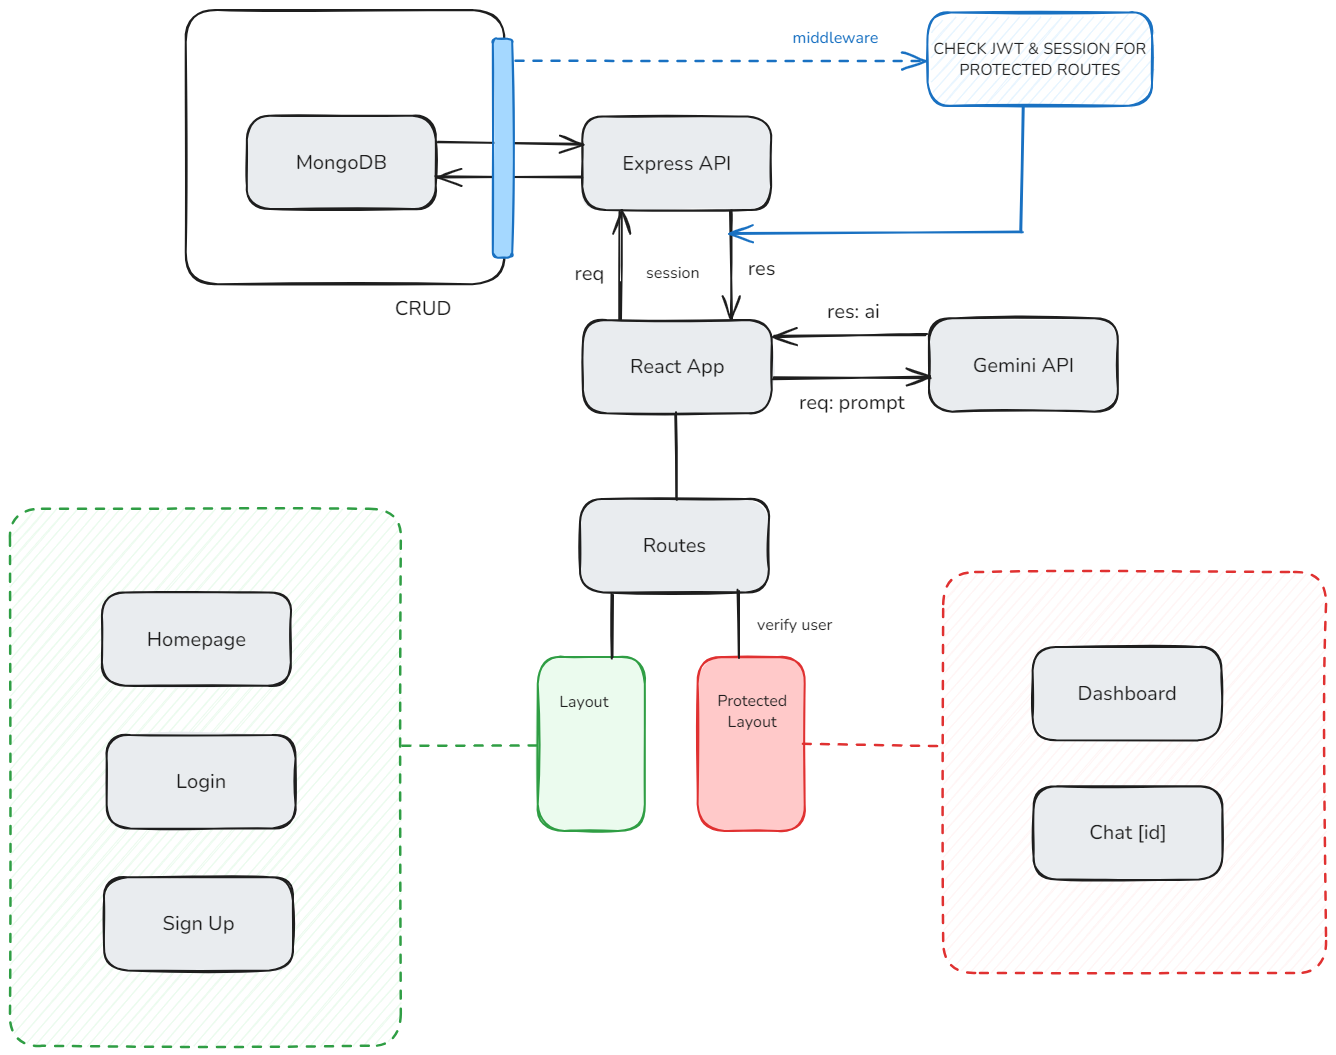 middleware
CHECK JWT & SESSION FOR
PROTECTED ROUTES
MongoDB
Express API
req
session
res
CRUD
res: ai
React App
Gemini API
req: prompt
Routes
verify user
Homepage
Login
Sign Up
Layout
Protected
Layout
Dashboard
Chat [id]